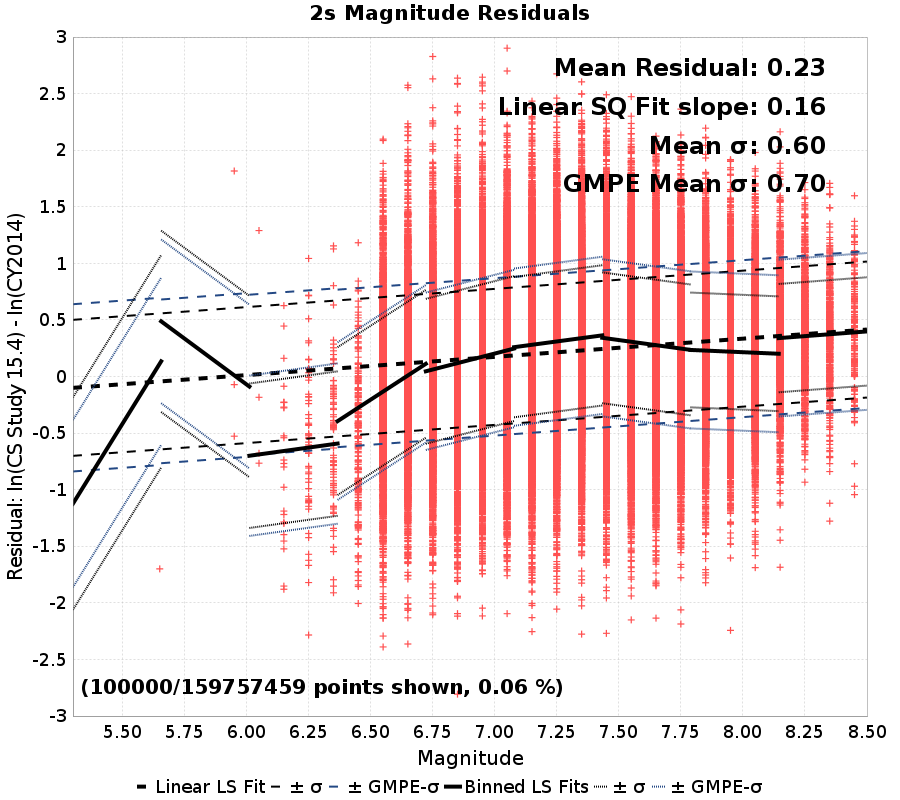 2s Magnitude Residuals
Mean Residual: 0.23
Linear SQ Fit slope: 0.16
Mean σ: 0.60
GMPE Mean σ: 0.70
Residual: ln(CS Study 15.4) - ln(CY2014)
3
2.5
2
1.5
1
0.5
0
-0.5
-1
-1.5
-2
-2.5
-3
(100000/159757459 points shown, 0.06 %)
5.50 5.75 6.00 6.25 6.50 6.75 7.00 7.25 7.50 7.75 8.00 8.25 8.50
Magnitude
Linear LS Fit ± σ ± GMPE-σ Binned LS Fits ± σ ± GMPE-σ